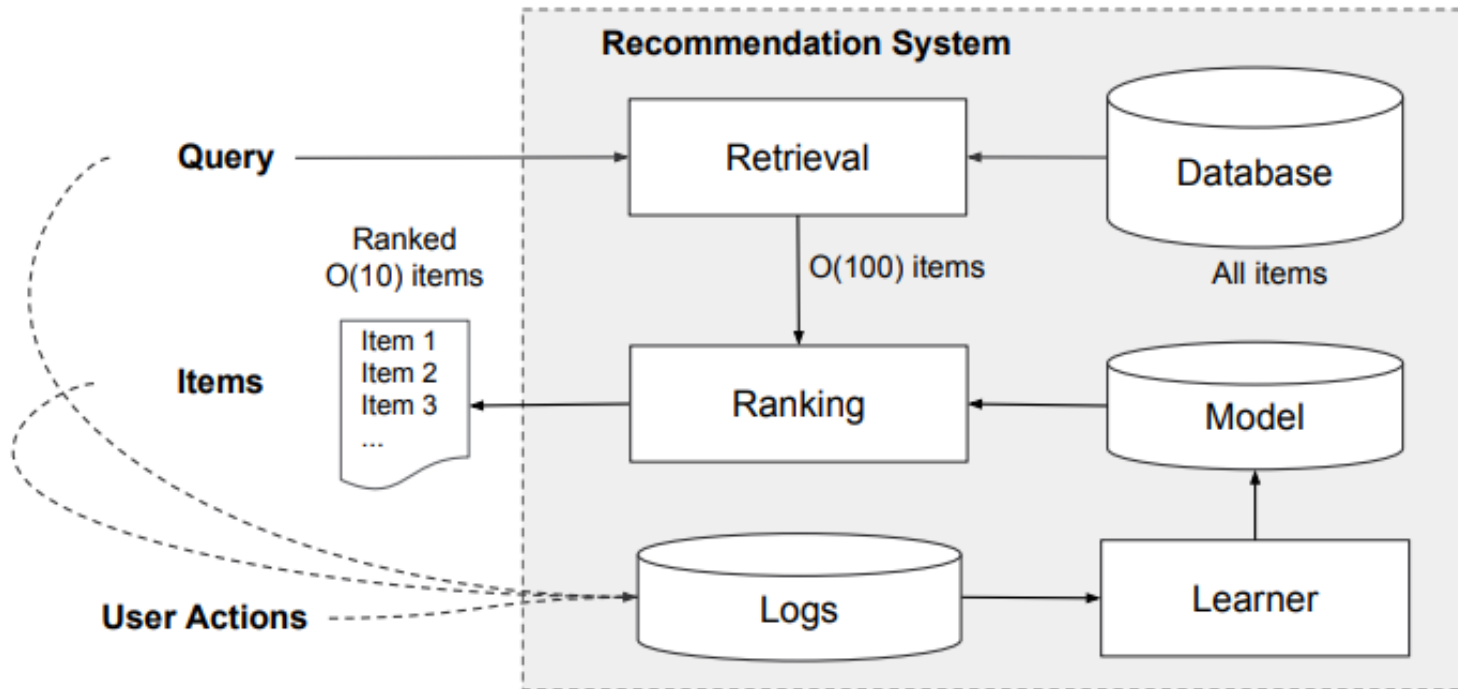 Recommendation System
Query
Retrieval
Database
Ranked
O(10) items
O(100) items
All items
Items
Item 1
Item 2
Item 3
...
Ranking
Model
User Actions
Logs
Learner